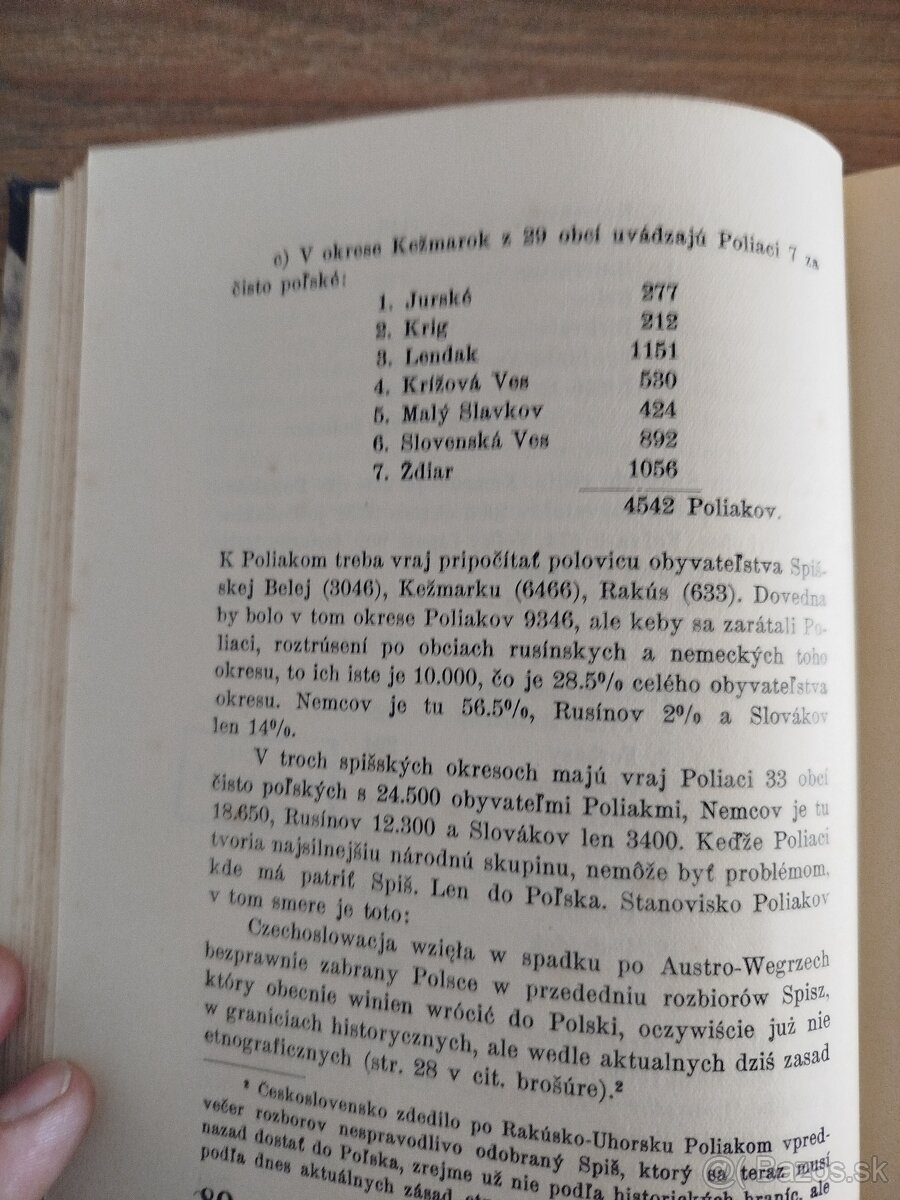 c) V okrese Kežmarok z 29 obcí uvádzajú Poliaci 7 za
čisto poľské:
1. Jurské 277
2. Krig 212
3. Lendak 1151
4. Krížová Ves 530
5. Malý Slavkov 424
6. Slovenská Ves 892
7. Ždiar 1056
4542 Poliakov.
K Poliakom treba vraj pripočítať polovicu obyvateľstva Spiš-
skej Belej (3046), Kežmarku (6466), Rakús (633). Dovedna
by bolo v tom okrese Poliakov 9346, ale keby sa zarátali Po-
liaci, roztrúsení po obciach rusínskych a nemeckých toho
okresu, to ich iste je 10.000, čo je 28.5% celého obyvateľstva
okresu. Nemcov je tu 56.5%, Rusínov 2% a Slovákov
len 14%.
V troch spišských okresoch majú vraj Poliaci 33 obcí
čisto poľských s 24.500 obyvateľmi Poliakmi, Nemcov je tu
18.650, Rusínov 12.300 a Slovákov len 3400. Keďže Poliaci
tvoria najsilnejšiu národnú skupinu, nemôže byť problémom,
kde má patriť Spiš. Len do Poľska. Stanovisko Poliakov
v tom smere je toto:
Czechoslowacja wzięła w spadku po Austro-Wegrzech
bezprawnie zabrany Polsce w przededniu rozbiorów Spisz,
który obecnie winien wrócić do Polski, oczywiście już nie
w graniciach historycznych, ale wedle aktualnych dziś zasad
etnograficznych (str. 28 v cit. brošúre).²
² Československo zdedilo po Rakúsko-Uhorsku Poliakom vpred-
večer rozborov nespravodlivo odobraný Spiš, ktorý sa teraz musí
nazad dostať do Poľska, zrejme už nie podľa historických hraníc, ale
podľa dnes aktuálnych zásad
Bazos.sk